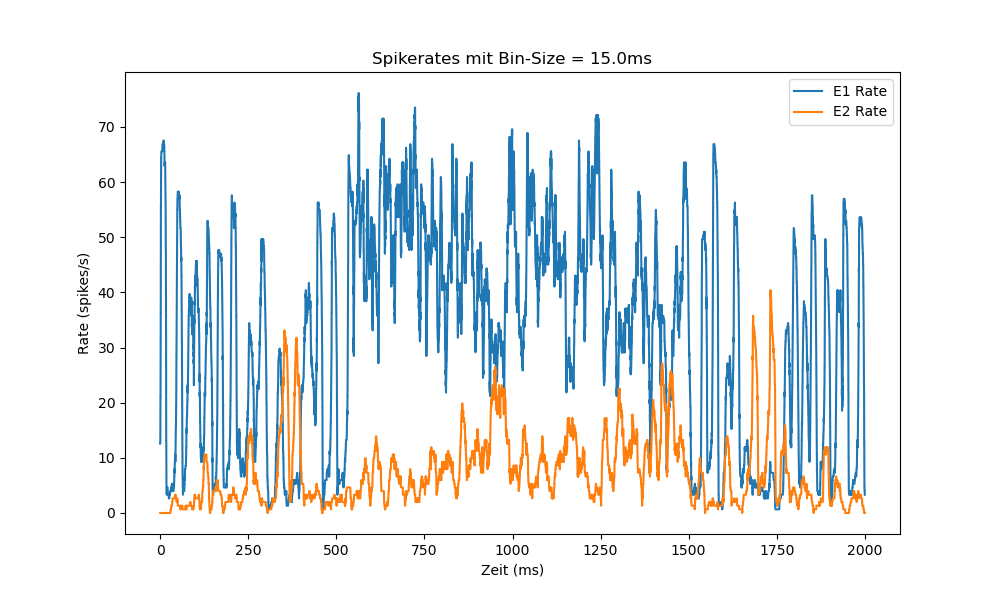 Spikerates mit Bin-Size = 15.0ms
E1 Rate
E2 Rate
Rate (spikes/s)
70
60
50
40
30
20
10
0
0 250 500 750 1000 1250 1500 1750 2000
Zeit (ms)